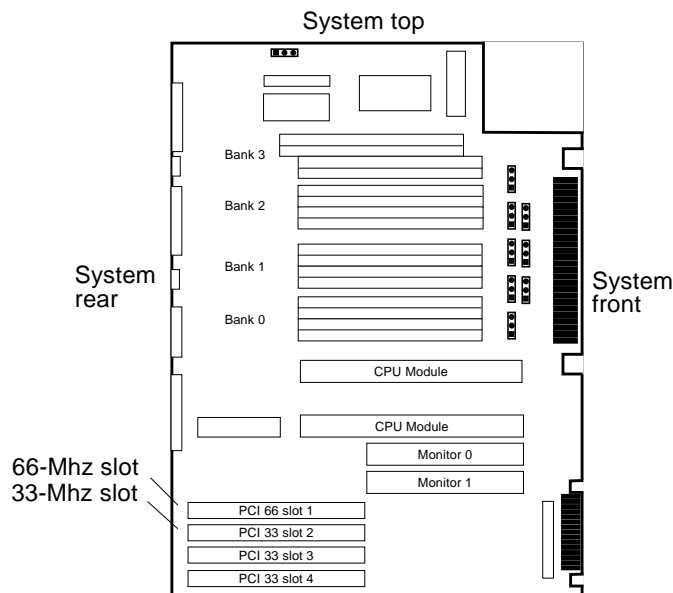 System top
Bank 3
Bank 2
Bank 1
Bank 0
System
rear
System
front
CPU Module
CPU Module
Monitor 0
Monitor 1
66-Mhz slot
33-Mhz slot
PCI 66 slot 1
PCI 33 slot 2
PCI 33 slot 3
PCI 33 slot 4